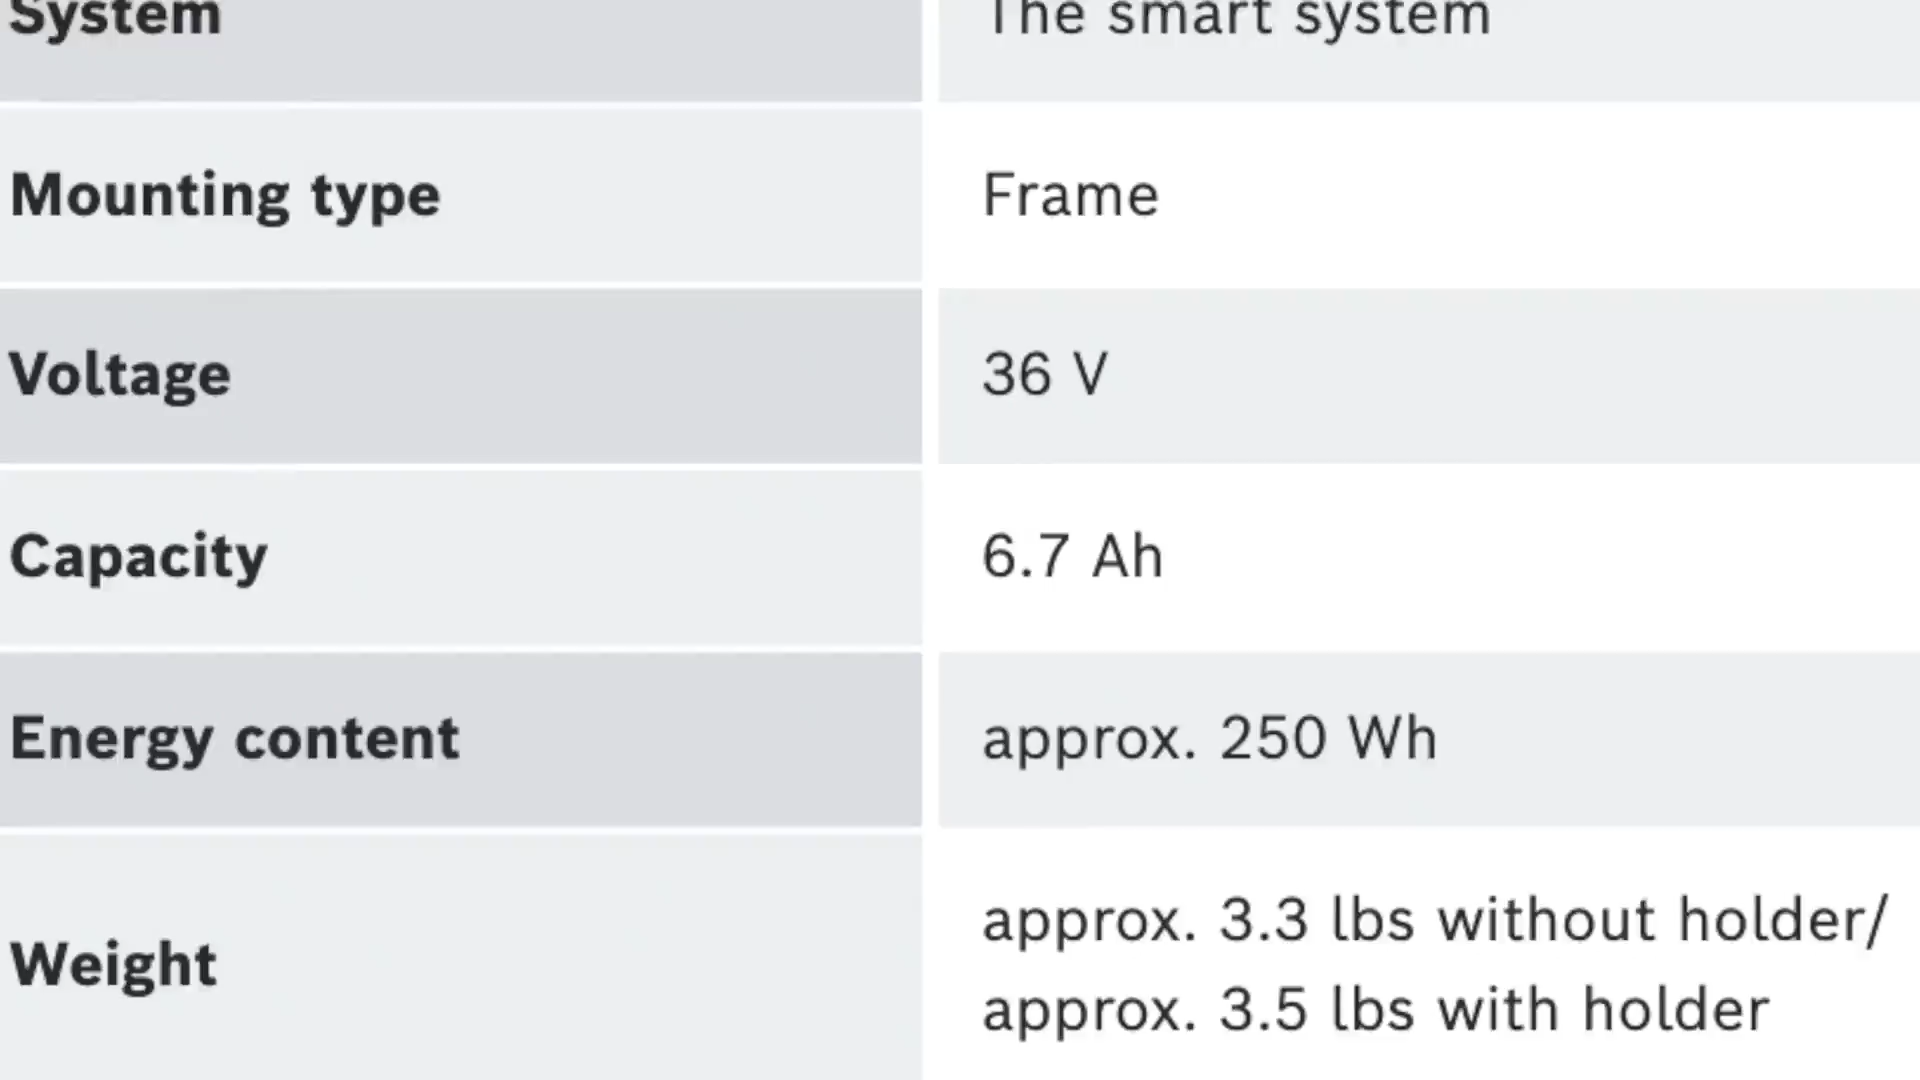 System The smart system
Mounting type Frame
Voltage 36 V
Capacity 6.7 Ah
Energy content approx. 250 Wh
Weight approx. 3.3 lbs without holder/
approx. 3.5 lbs with holder